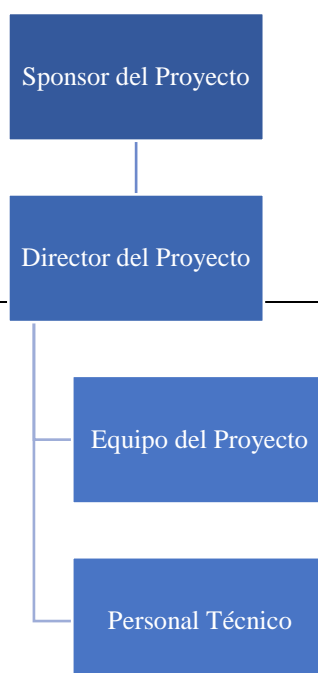 Sponsor del Proyecto
Director del Proyecto
Equipo del Proyecto
Personal Técnico